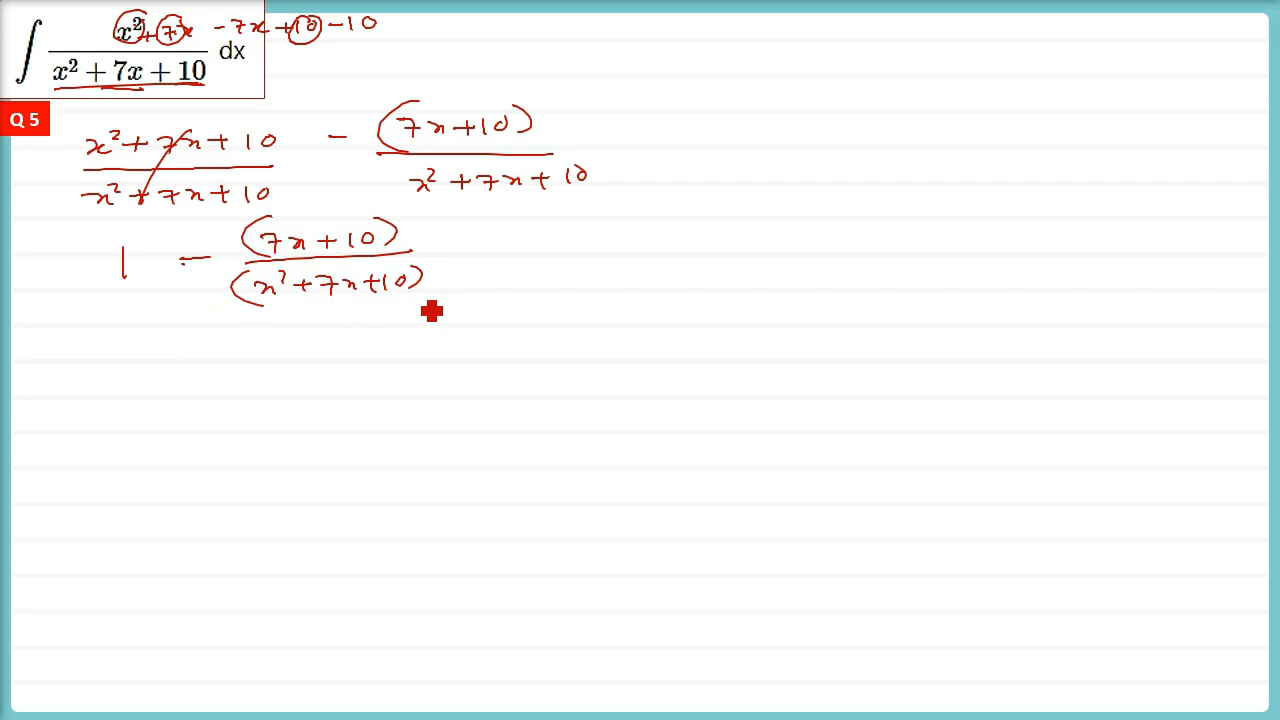 ∫ x² + 7x - 7x + 10 - 10 / x² + 7x + 10 dx
Q 5
x² + 7x + 10 / x² + 7x + 10 - (7x + 10) / x² + 7x + 10
1 - (7x + 10) / (x² + 7x + 10)